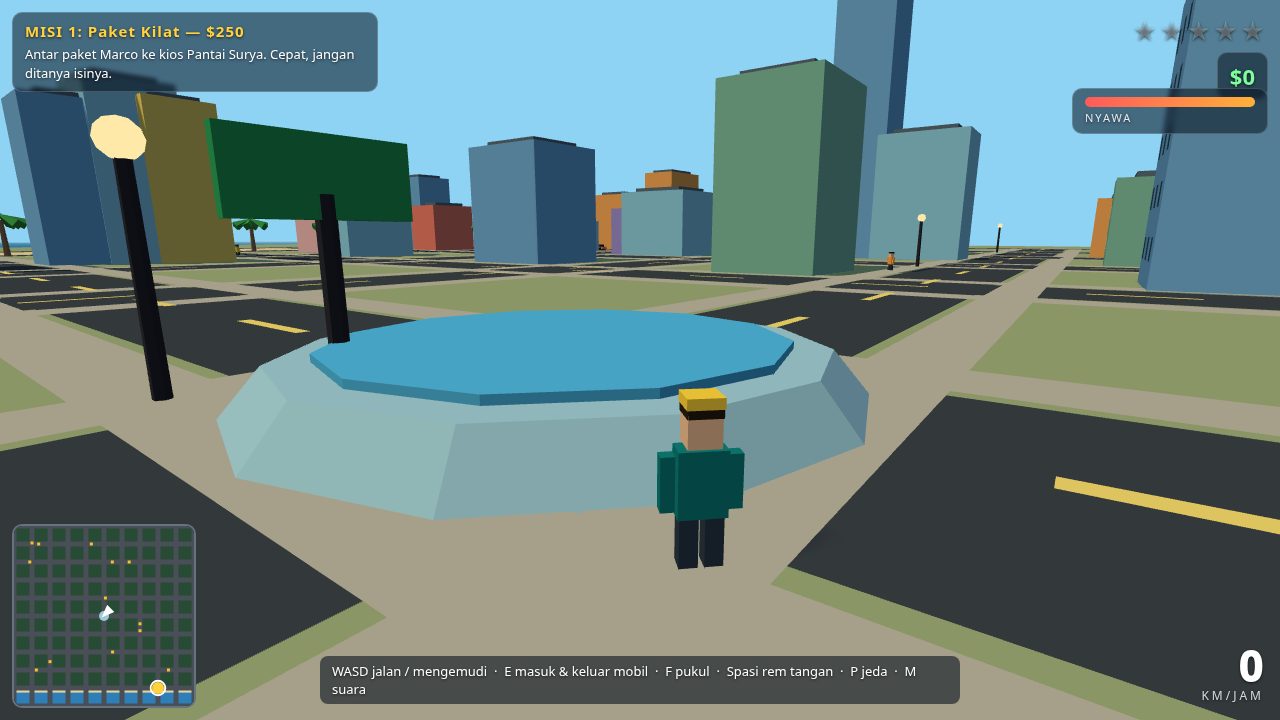 MISI 1: Paket Kilat — $250
Antar paket Marco ke kios Pantai Surya. Cepat, jangan
ditanya isinya.
$0
NYAWA
WASD jalan / mengemudi · E masuk & keluar mobil · F pukul · Spasi rem tangan · P jeda · M
suara
0
KM/JAM